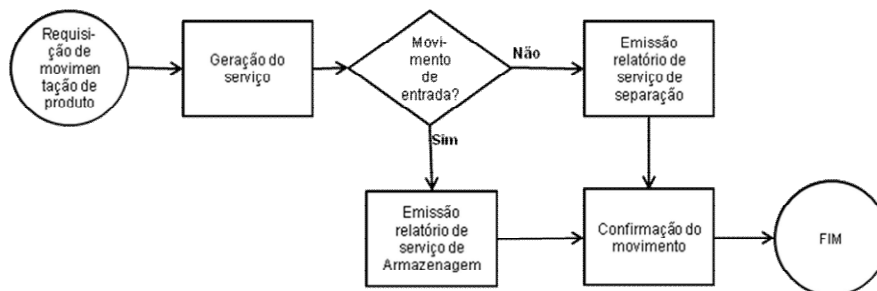 Requisi-
ção de
movimen
tação de
produto
Geração do
serviço
Movi-
mento
de
entrada?
Não
Emissão
relatório de
serviço de
separação
Sim
Emissão
relatório de
serviço de
Armazenagem
Confirmação do
movimento
FIM